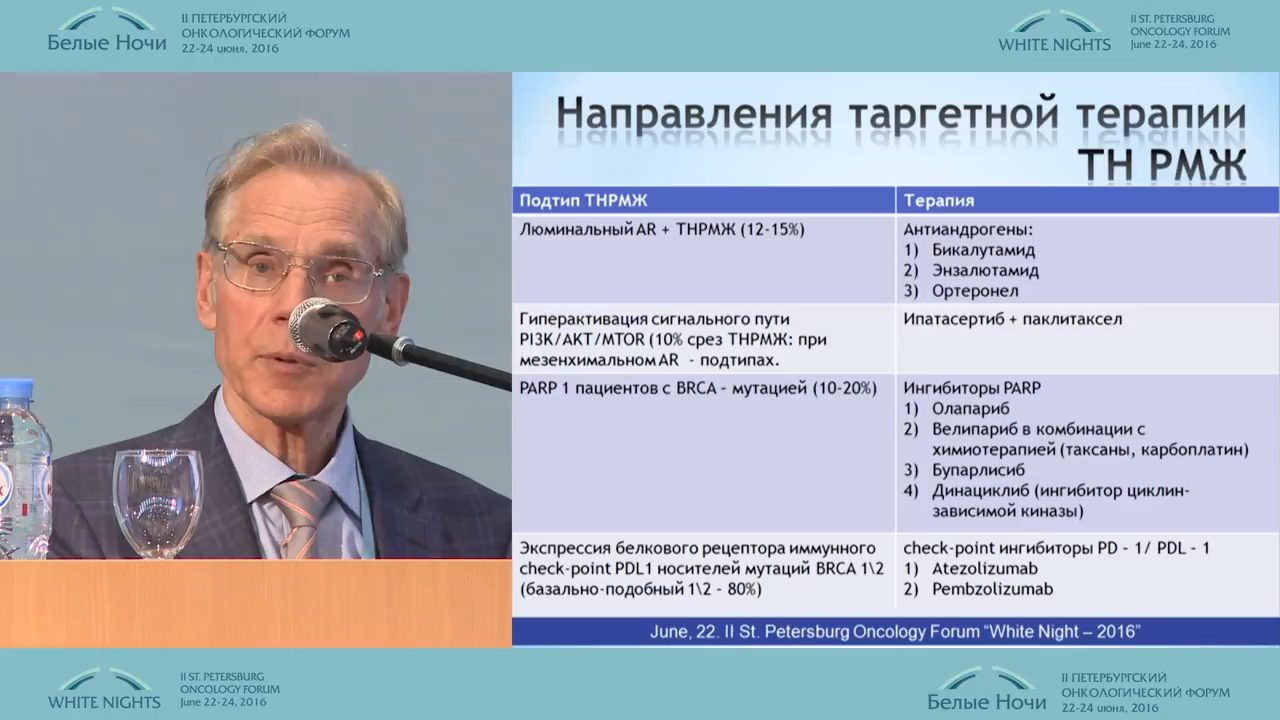 Белые Ночи
II ПЕТЕРБУРГСКИЙ
ОНКОЛОГИЧЕСКИЙ ФОРУМ
22-24 июня, 2016
WHITE NIGHTS
II ST. PETERSBURG
ONCOLOGY FORUM
June 22-24, 2016
Направления таргетной терапии
ТН РМЖ
Подтип ТНРМЖ
Терапия
Люминальный AR + ТНРМЖ (12-15%)
Антиандрогены:
1) Бикалутамид
2) Энзалютамид
3) Ортеронел
Гиперактивация сигнального пути
PI3K/AKT/MTOR (10% срез ТНРМЖ: при
мезенхимальном AR - подтипах.
Ипатасертиб + паклитаксел
PARP 1 пациентов с BRCA - мутацией (10-20%)
Ингибиторы PARP
1) Олапариб
2) Велипариб в комбинации с
химиотерапией (таксаны, карбоплатин)
3) Бупарлисиб
4) Динациклиб (ингибитор циклин-
зависимой киназы)
Экспрессия белкового рецептора иммунного
check-point PDL1 носителей мутаций BRCA 1\2
(базально-подобный 1\2 - 80%)
check-point ингибиторы PD - 1/ PDL - 1
1) Atezolizumab
2) Pembzolizumab
June, 22. II St. Petersburg Oncology Forum “White Night – 2016”
WHITE NIGHTS
II ST. PETERSBURG
ONCOLOGY FORUM
June 22-24, 2016
Белые Ночи
II ПЕТЕРБУРГСКИЙ
ОНКОЛОГИЧЕСКИЙ ФОРУМ
22-24 июня, 2016